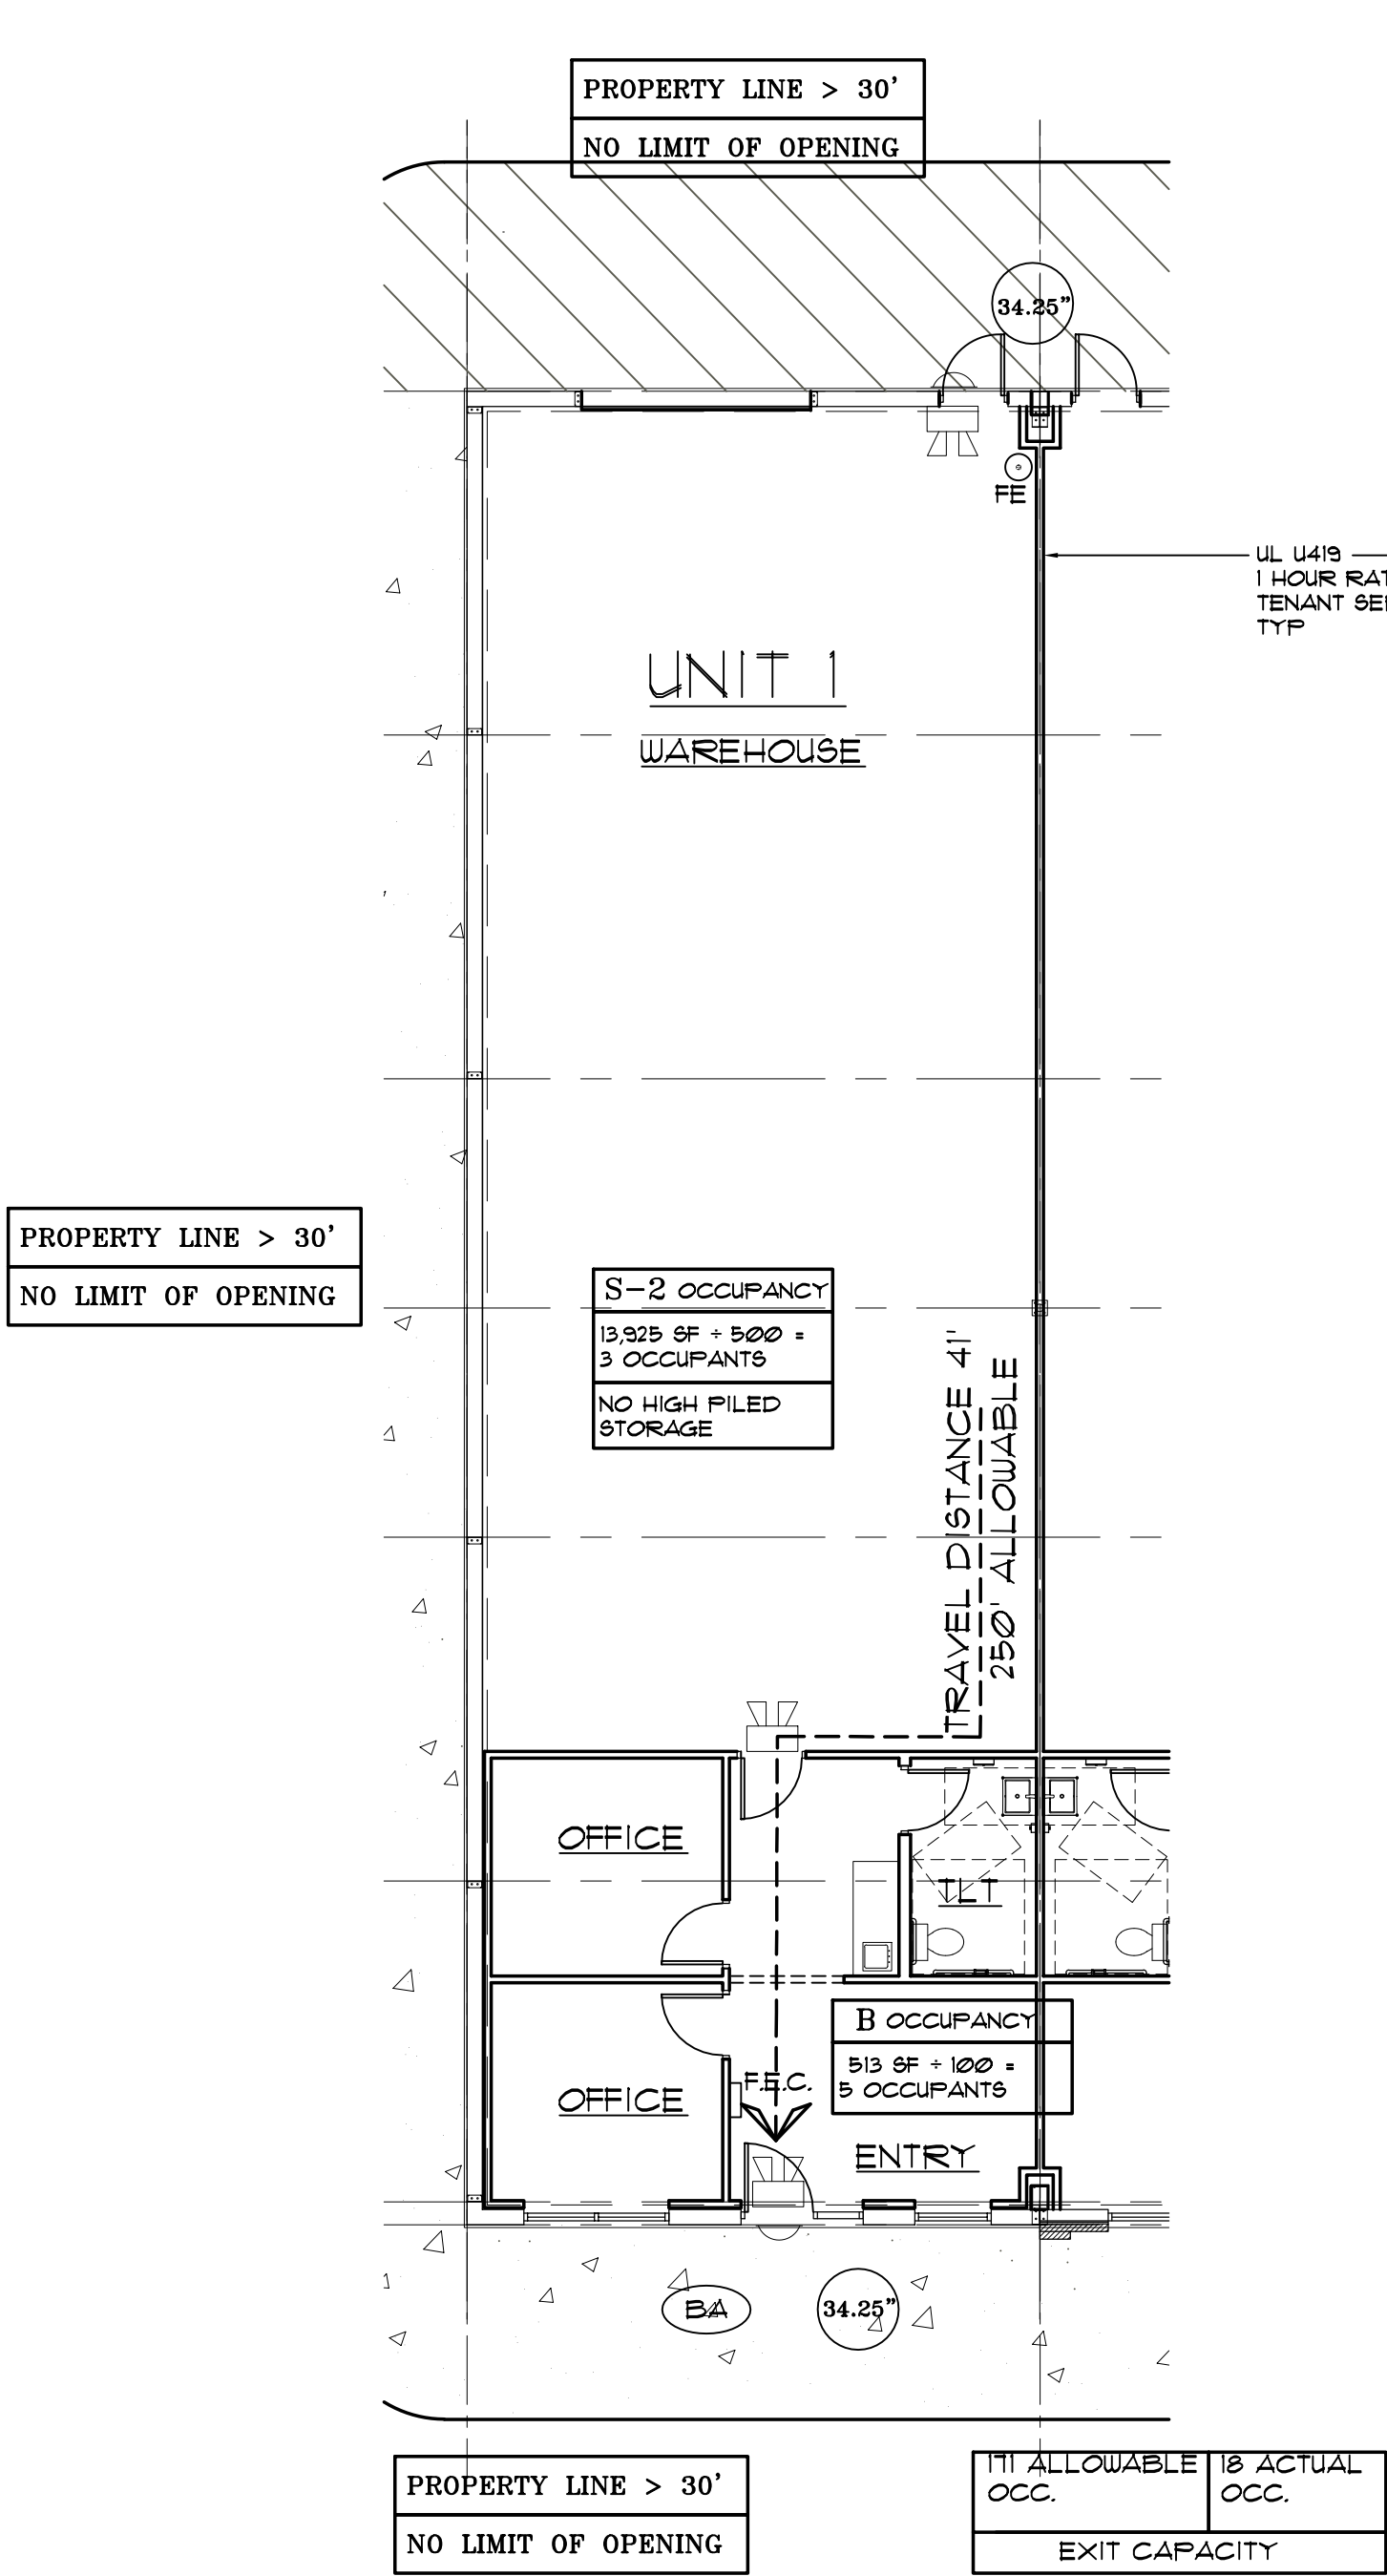 PROPERTY LINE > 30'
NO LIMIT OF OPENING
34.25"
FE
UL U419
1 HOUR RAT
TENANT SE
TYP
UNIT 1
WAREHOUSE
PROPERTY LINE > 30'
NO LIMIT OF OPENING
S-2 OCCUPANCY
13,925 SF ÷ 500 =
3 OCCUPANTS
NO HIGH PILED
STORAGE
TRAVEL DISTANCE 41'
250' ALLOWABLE
OFFICE
TLT
B OCCUPANCY
513 SF ÷ 100 =
5 OCCUPANTS
F.E.C.
OFFICE
ENTRY
BA
34.25"
PROPERTY LINE > 30'
NO LIMIT OF OPENING
171 ALLOWABLE
OCC.
18 ACTUAL
OCC.
EXIT CAPACITY